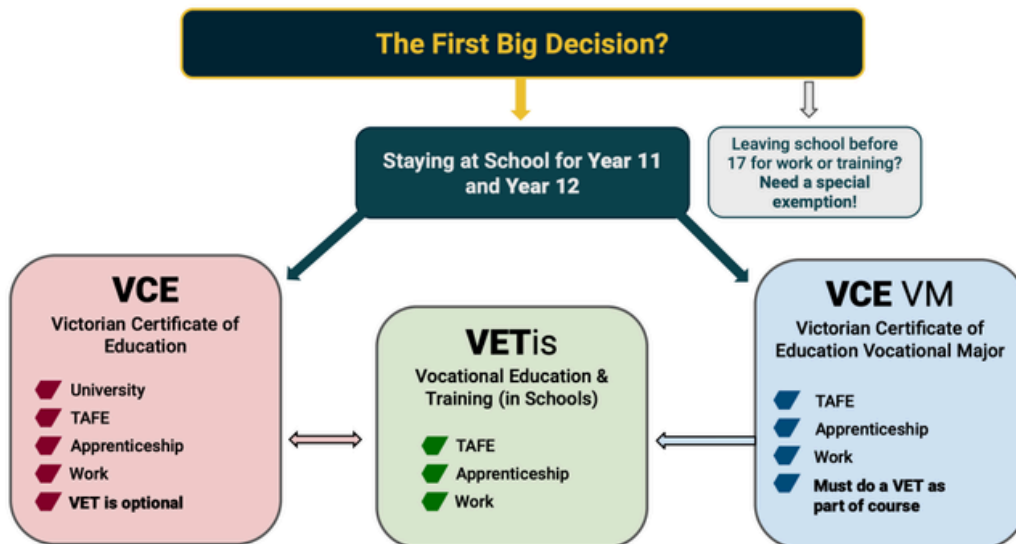 The First Big Decision?
Staying at School for Year 11
and Year 12
Leaving school before
17 for work or training?
Need a special
exemption!
VCE
Victorian Certificate of
Education
University
TAFE
Apprenticeship
Work
VET is optional
VETis
Vocational Education &
Training (in Schools)
TAFE
Apprenticeship
Work
VCE VM
Victorian Certificate of
Education Vocational Major
TAFE
Apprenticeship
Work
Must do a VET as
part of course